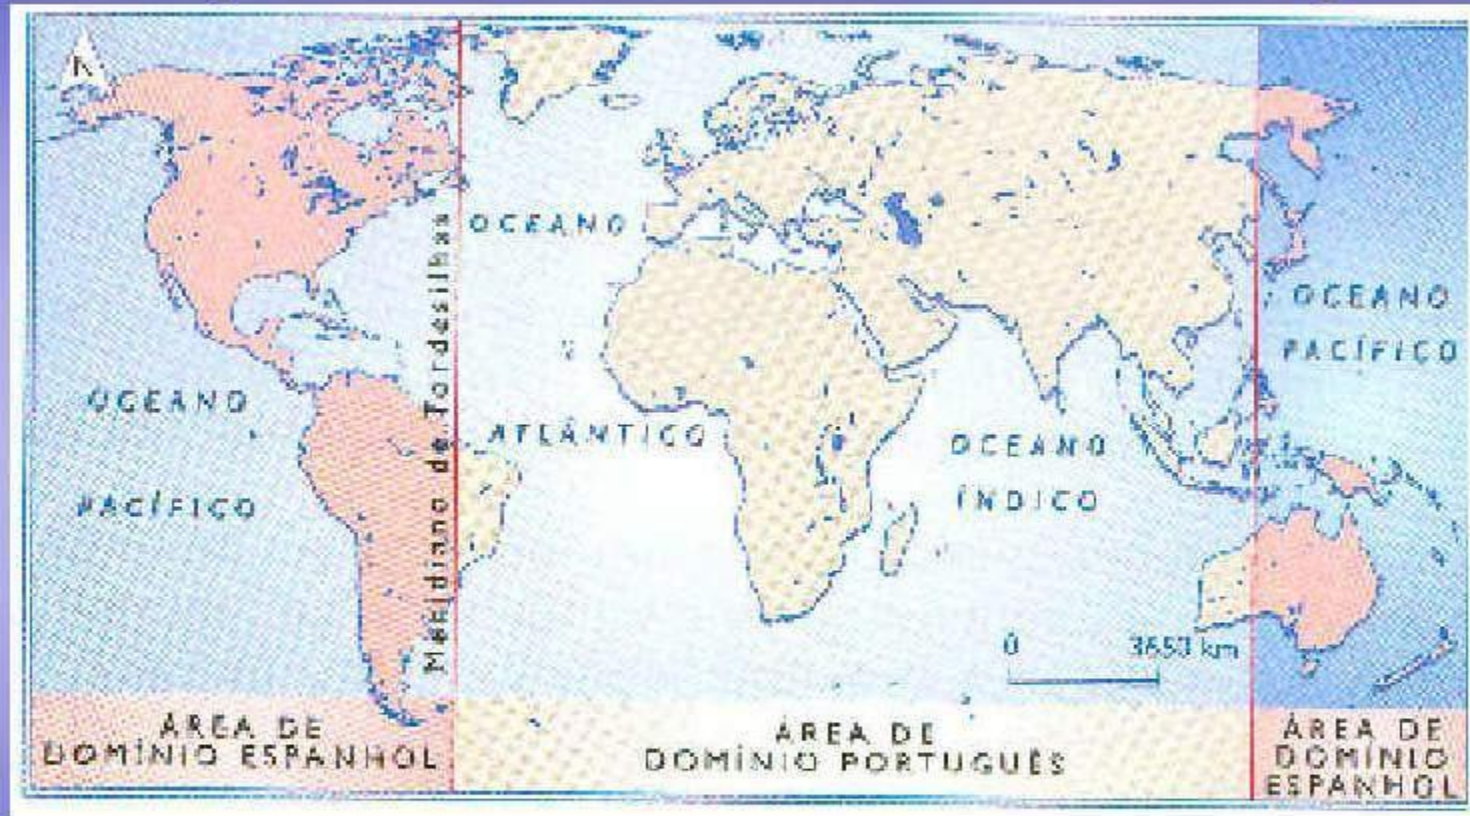 N
OCEANO
OCEANO
PACÍFICO
Meridiano de Tordesilhas
OCEANO
PACÍFICO
ATLÂNTICO
OCEANO
ÍNDICO
0 3650 km
ÁREA DE
DOMÍNIO ESPANHOL
ÁREA DE
DOMÍNIO PORTUGUÊS
ÁREA DE
DOMÍNIO
ESPANHOL